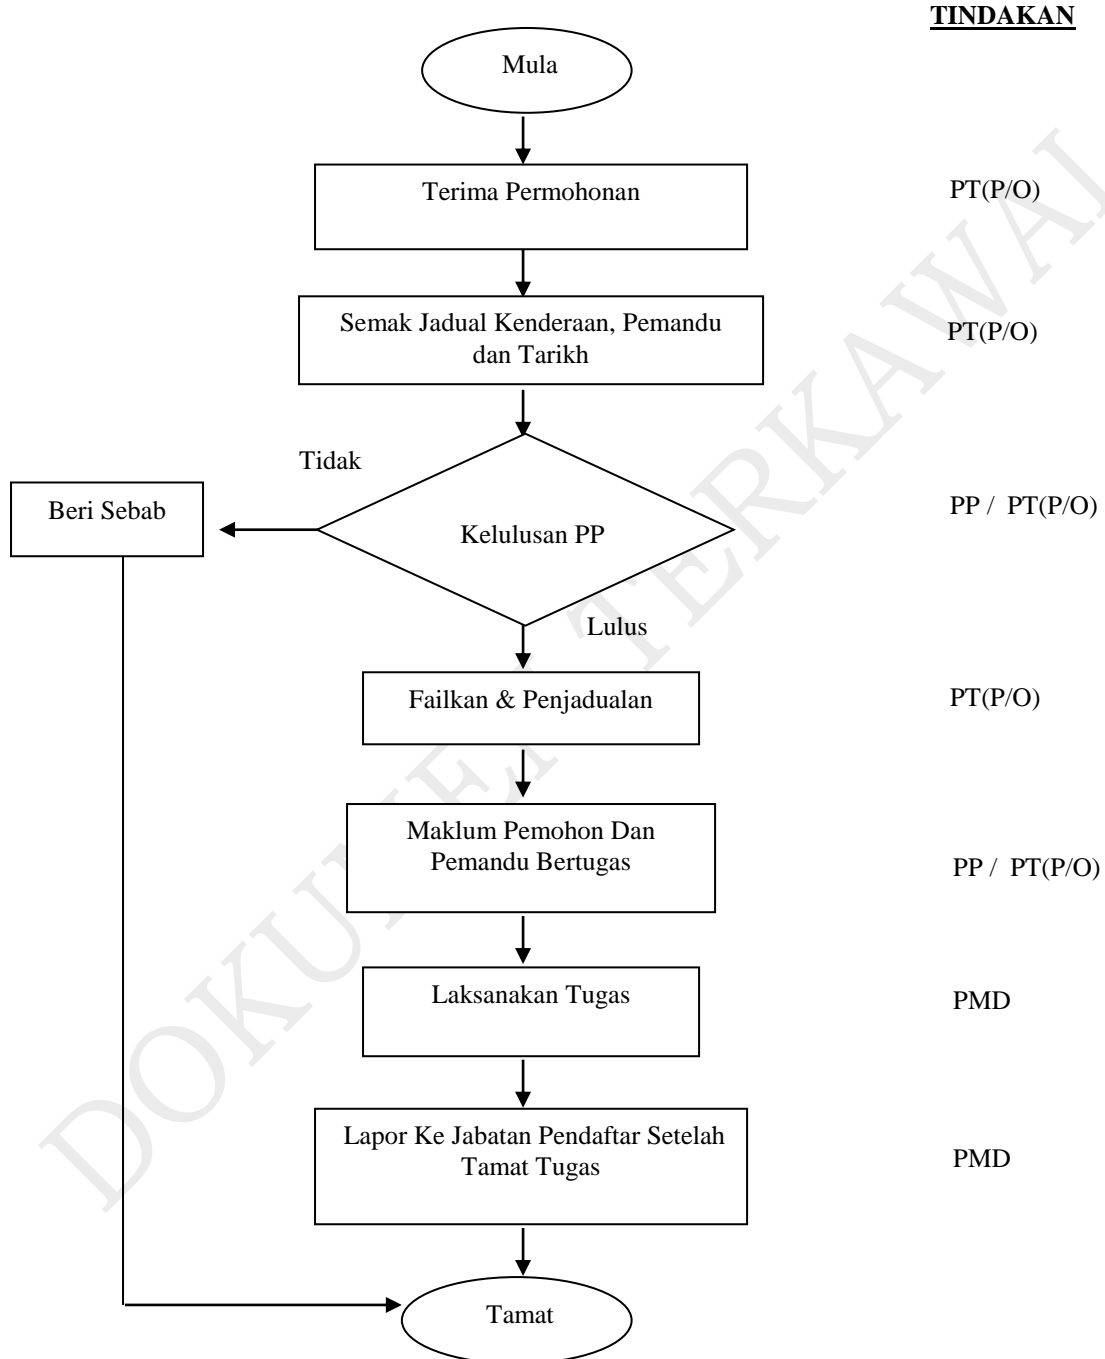 TINDAKAN
Mula
Terima Permohonan
PT(P/O)
Semak Jadual Kenderaan, Pemandu
dan Tarikh
PT(P/O)
Tidak
Beri Sebab
Kelulusan PP
PP / PT(P/O)
Lulus
Failkan & Penjadualan
PT(P/O)
Maklum Pemohon Dan
Pemandu Bertugas
PP / PT(P/O)
Laksanakan Tugas
PMD
Lapor Ke Jabatan Pendaftar Setelah
Tamat Tugas
PMD
Tamat
DOKUMEN TERKAWAL